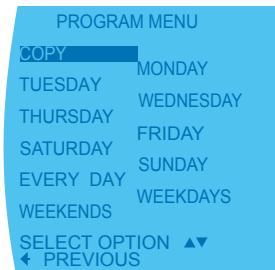 PROGRAM MENU
COPY
MONDAY
TUESDAY
WEDNESDAY
THURSDAY
FRIDAY
SATURDAY
SUNDAY
EVERY DAY
WEEKDAYS
WEEKENDS
SELECT OPTION ▲▼
PREVIOUS